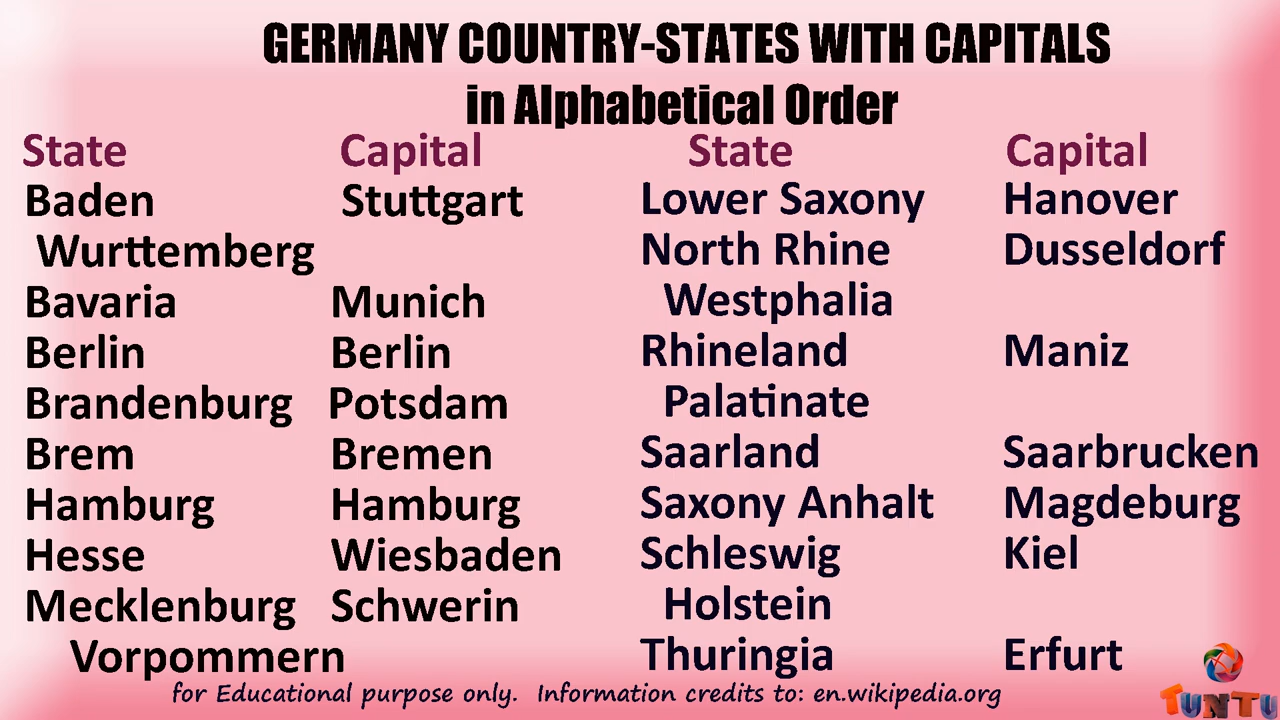 GERMANY COUNTRY-STATES WITH CAPITALS
in Alphabetical Order
State Capital State Capital
Baden Stuttgart Lower Saxony Hanover
Wurttemberg North Rhine Dusseldorf
Bavaria Munich Westphalia
Berlin Berlin Rhineland Maniz
Brandenburg Potsdam Palatinate
Brem Bremen Saarland Saarbrucken
Hamburg Hamburg Saxony Anhalt Magdeburg
Hesse Wiesbaden Schleswig Kiel
Mecklenburg Schwerin Holstein
Vorpommern Thuringia Erfurt
for Educational purpose only. Information credits to: en.wikipedia.org
TUNTU